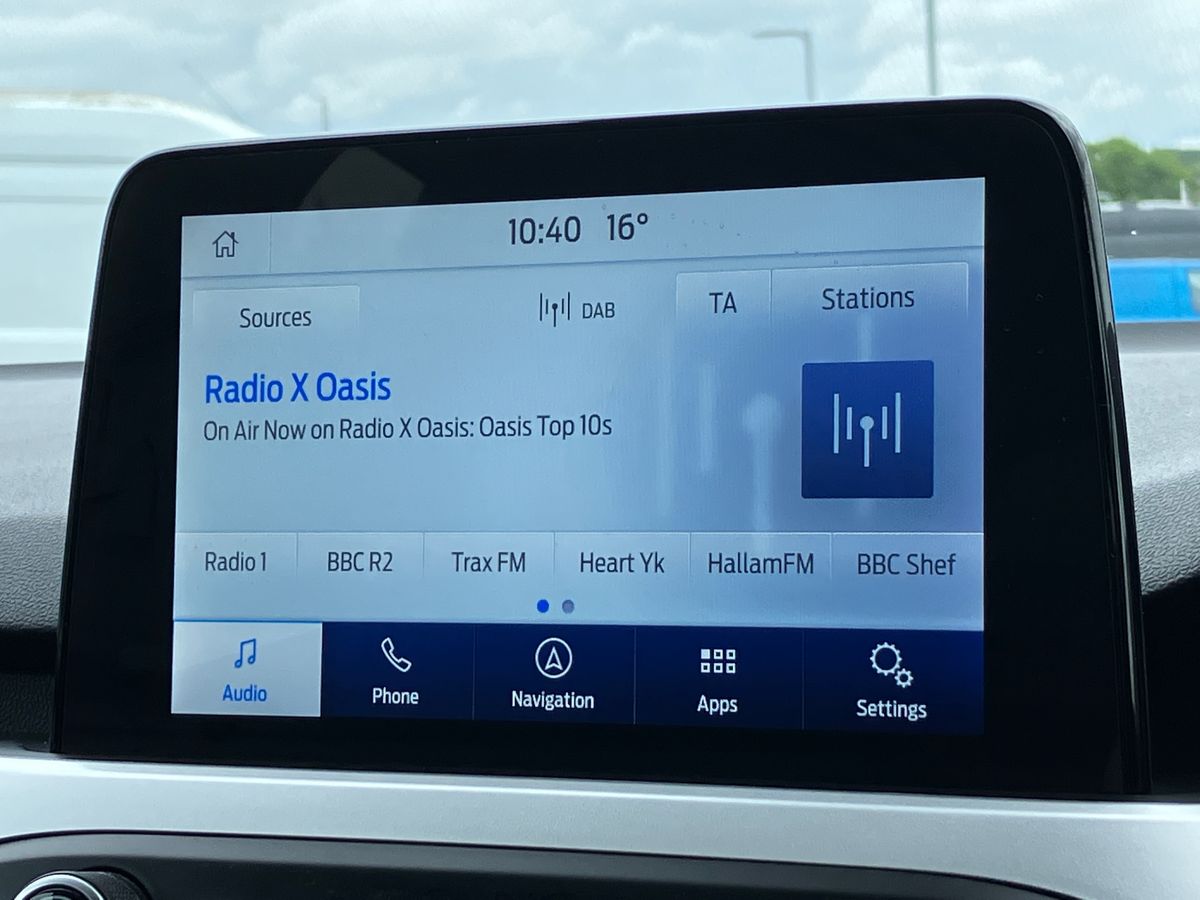 10:40 16°
Sources DAB TA Stations
Radio X Oasis
On Air Now on Radio X Oasis: Oasis Top 10s
Radio 1 BBC R2 Trax FM Heart Yk HallamFM BBC Shef
Audio Phone Navigation Apps Settings